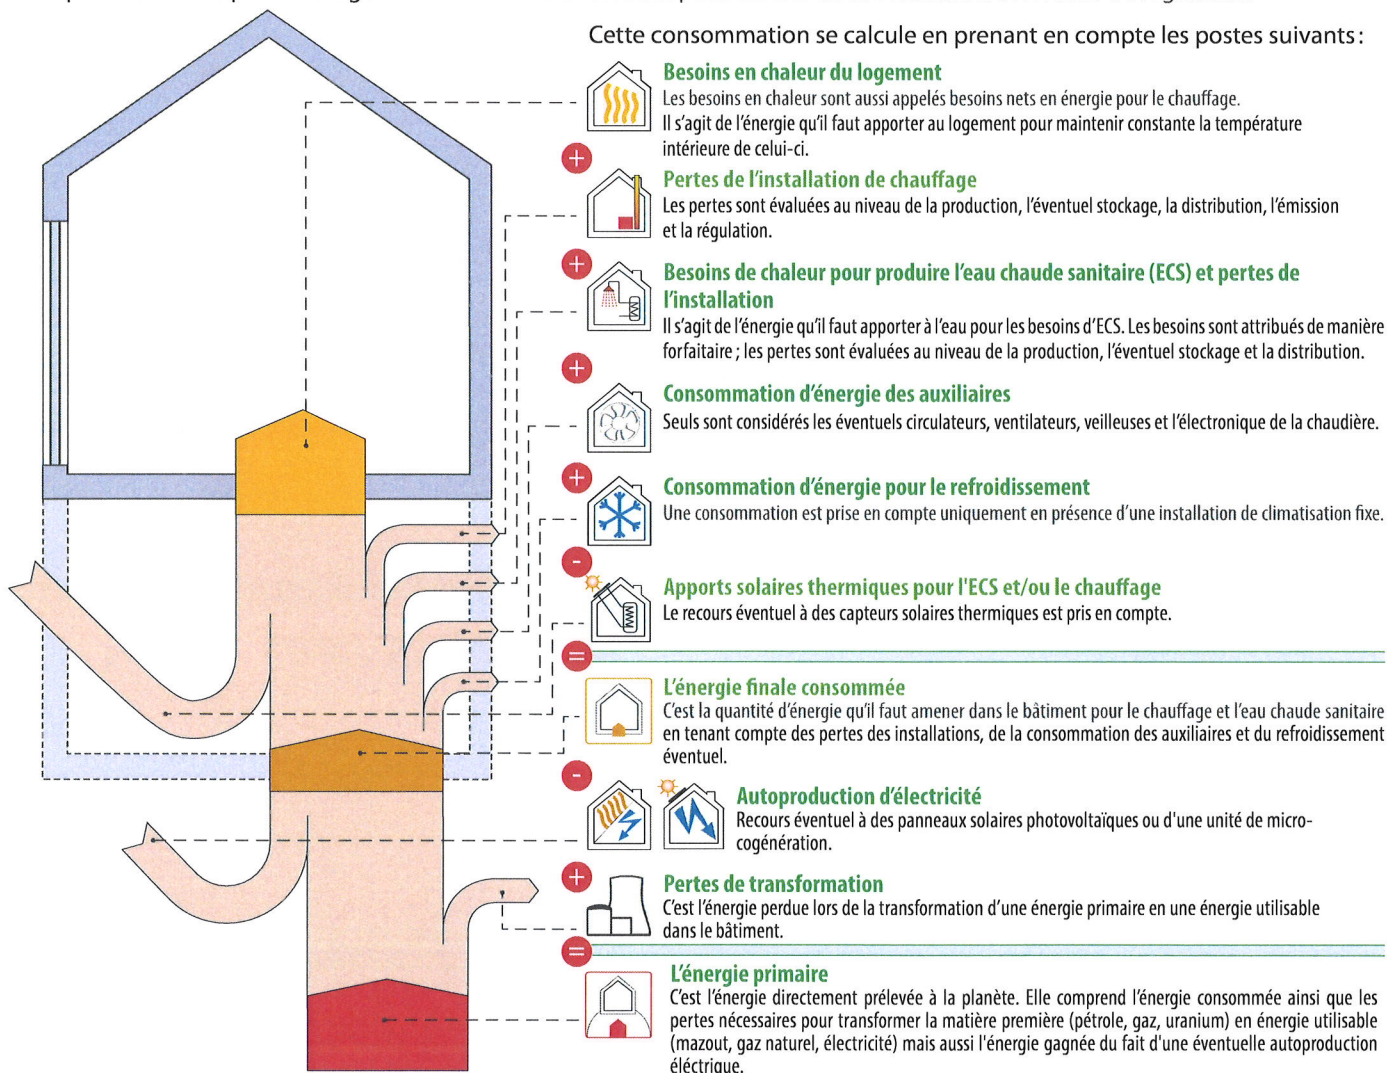 Cette consommation se calcule en prenant en compte les postes suivants :
Besoins en chaleur du logement
Les besoins en chaleur sont aussi appelés besoins nets en énergie pour le chauffage.
Il s'agit de l'énergie qu'il faut apporter au logement pour maintenir constante la température
intérieure de celui-ci.
+
Pertes de l'installation de chauffage
Les pertes sont évaluées au niveau de la production, l'éventuel stockage, la distribution, l'émission
et la régulation.
+
Besoins de chaleur pour produire l'eau chaude sanitaire (ECS) et pertes de
l'installation
Il s'agit de l'énergie qu'il faut apporter à l'eau pour les besoins d'ECS. Les besoins sont attribués de manière
forfaitaire ; les pertes sont évaluées au niveau de la production, l'éventuel stockage et la distribution.
+
Consommation d'énergie des auxiliaires
Seuls sont considérés les éventuels circulateurs, ventilateurs, veilleuses et l'électronique de la chaudière.
+
Consommation d'énergie pour le refroidissement
Une consommation est prise en compte uniquement en présence d'une installation de climatisation fixe.
-
Apports solaires thermiques pour l'ECS et/ou le chauffage
Le recours éventuel à des capteurs solaires thermiques est pris en compte.
=
L'énergie finale consommée
C'est la quantité d'énergie qu'il faut amener dans le bâtiment pour le chauffage et l'eau chaude sanitaire
en tenant compte des pertes des installations, de la consommation des auxiliaires et du refroidissement
éventuel.
-
Autoproduction d'électricité
Recours éventuel à des panneaux solaires photovoltaïques ou d'une unité de micro-
cogénération.
+
Pertes de transformation
C'est l'énergie perdue lors de la transformation d'une énergie primaire en une énergie utilisable
dans le bâtiment.
=
L'énergie primaire
C'est l'énergie directement prélevée à la planète. Elle comprend l'énergie consommée ainsi que les
pertes nécessaires pour transformer la matière première (pétrole, gaz, uranium) en énergie utilisable
(mazout, gaz naturel, électricité) mais aussi l'énergie gagnée du fait d'une éventuelle autoproduction
éléctrique.